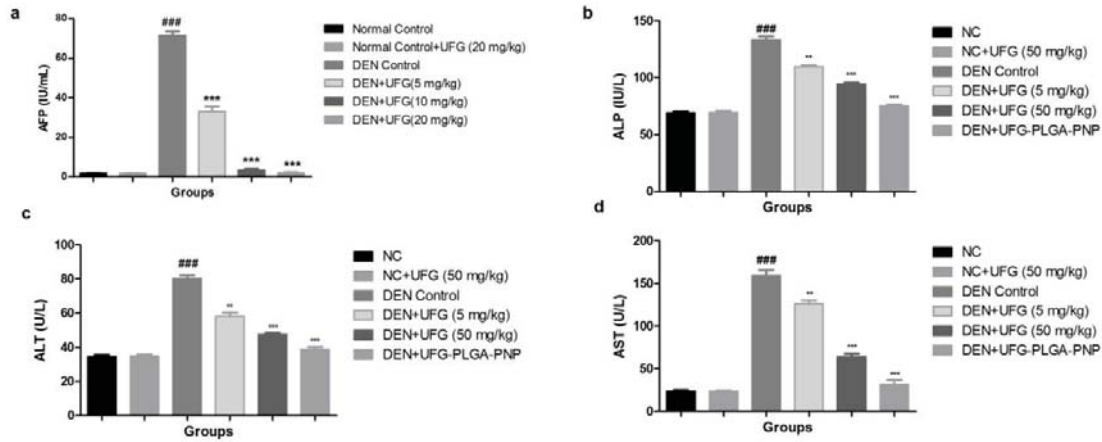 a
AFP (IU/mL)
80
60
40
20
0
###
***
***
***
Groups
Normal Control
Normal Control+UFG (20 mg/kg)
DEN Control
DEN+UFG(5 mg/kg)
DEN+UFG(10 mg/kg)
DEN+UFG(20 mg/kg)
b
ALP (IU/L)
150
100
50
0
###
**
***
***
Groups
NC
NC+UFG (50 mg/kg)
DEN Control
DEN+UFG (5 mg/kg)
DEN+UFG (50 mg/kg)
DEN+UFG-PLGA-PNP
c
ALT (U/L)
100
80
60
40
20
0
###
**
***
***
Groups
NC
NC+UFG (50 mg/kg)
DEN Control
DEN+UFG (5 mg/kg)
DEN+UFG (50 mg/kg)
DEN+UFG-PLGA-PNP
d
AST (U/L)
200
150
100
50
0
###
**
***
***
Groups
NC
NC+UFG (50 mg/kg)
DEN Control
DEN+UFG (5 mg/kg)
DEN+UFG (50 mg/kg)
DEN+UFG-PLGA-PNP